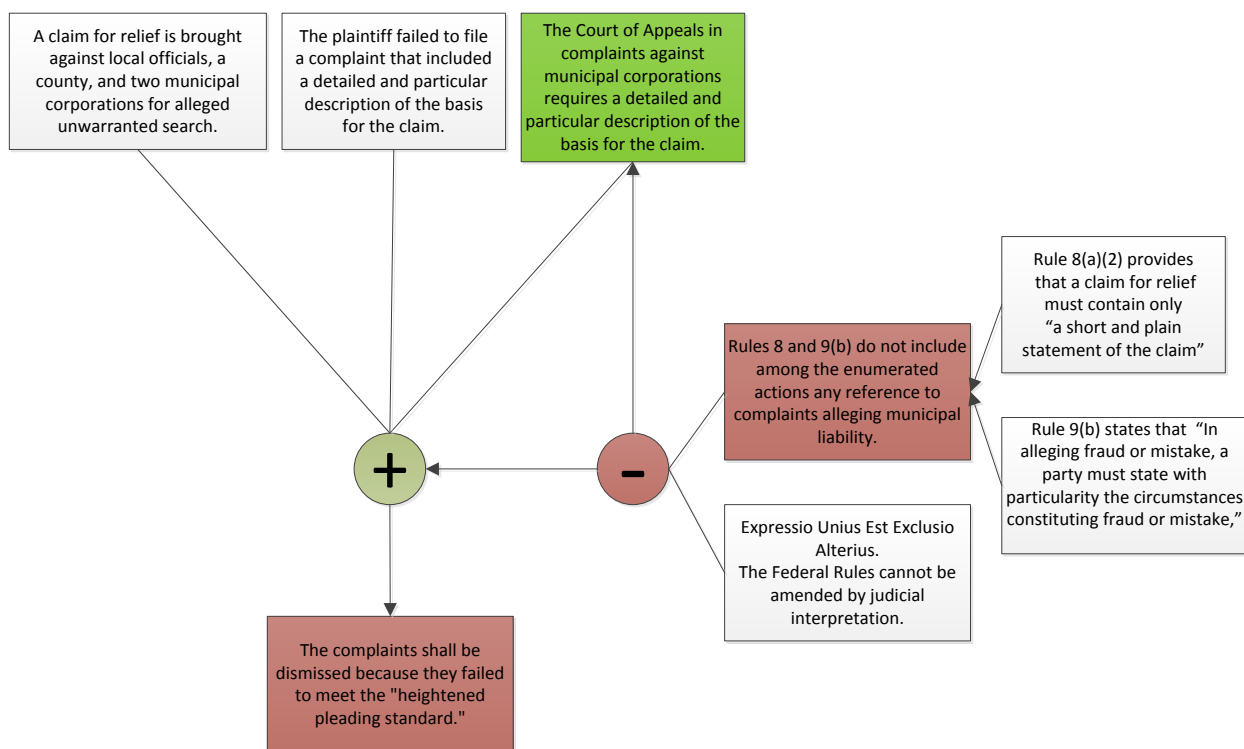 A claim for relief is brought
against local officials, a
county, and two municipal
corporations for alleged
unwarranted search.
The plaintiff failed to file
a complaint that included
a detailed and particular
description of the basis
for the claim.
The Court of Appeals in
complaints against
municipal corporations
requires a detailed and
particular description of the
basis for the claim.
Rule 8(a)(2) provides
that a claim for relief
must contain only
“a short and plain
statement of the claim”
Rules 8 and 9(b) do not include
among the enumerated
actions any reference to
complaints alleging municipal
liability.
Rule 9(b) states that “In
alleging fraud or mistake, a
party must state with
particularity the circumstances
constituting fraud or mistake,”
+
-
Expressio Unius Est Exclusio
Alterius.
The Federal Rules cannot be
amended by judicial
interpretation.
The complaints shall be
dismissed because they failed
to meet the "heightened
pleading standard."